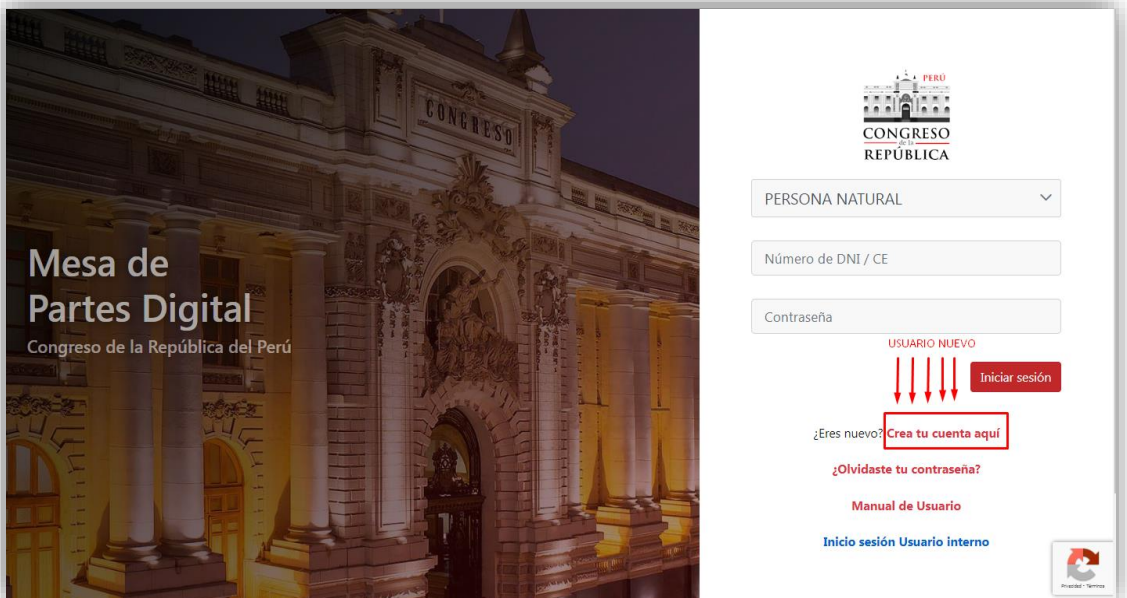 CONGRESO
Mesa de
Partes Digital
Congreso de la República del Perú
PERÚ
CONGRESO
de la
REPÚBLICA
PERSONA NATURAL
Número de DNI / CE
Contraseña
USUARIO NUEVO
Iniciar sesión
¿Eres nuevo? Crea tu cuenta aquí
¿Olvidaste tu contraseña?
Manual de Usuario
Inicio sesión Usuario interno
Privacidad - Términos